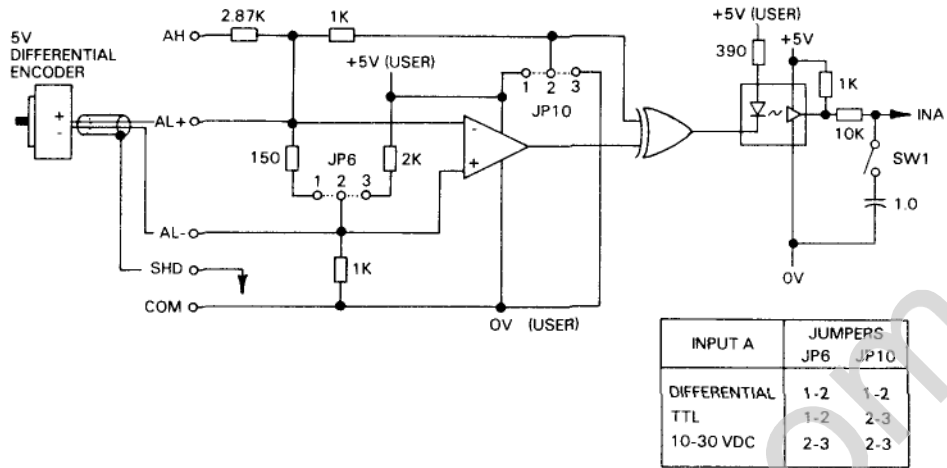 5V
DIFFERENTIAL
ENCODER
+
-
AH
2.87K
1K
+5V (USER)
1 2 3
JP10
AL+
150
JP6
1 2 3
2K
-
+
AL-
1K
SHD
COM
0V (USER)
+5V (USER)
390
+5V
1K
10K
INA
SW1
1.0
0V
INPUT A
JUMPERS
JP6 JP10
DIFFERENTIAL 1-2 1-2
TTL 1-2 2-3
10-30 VDC 2-3 2-3